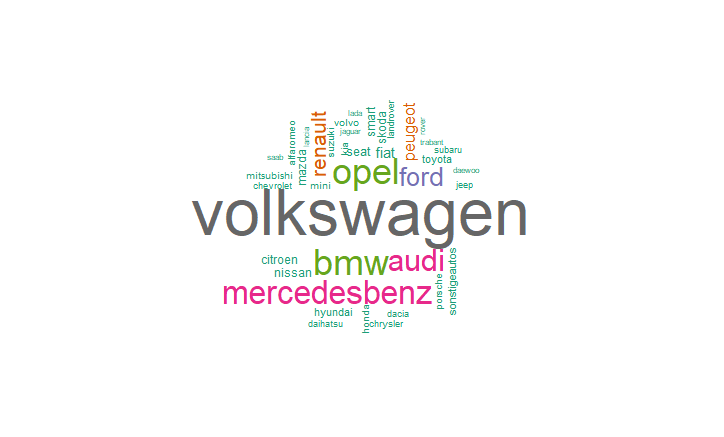 lada
volvo
jaguar
smart
skoda
landrover
peugeot
rover
trabant
renault
suzuki
lancia
alfaromeo
mazda
saab
kia
seat
fiat
subaru
toyota
mitsubishi
chevrolet
mini
opel
ford
daewoo
jeep
volkswagen
citroen
nissan
bmw
audi
mercedesbenz
porsche
sonstigeautos
hyundai
daihatsu
honda
dacia
chrysler